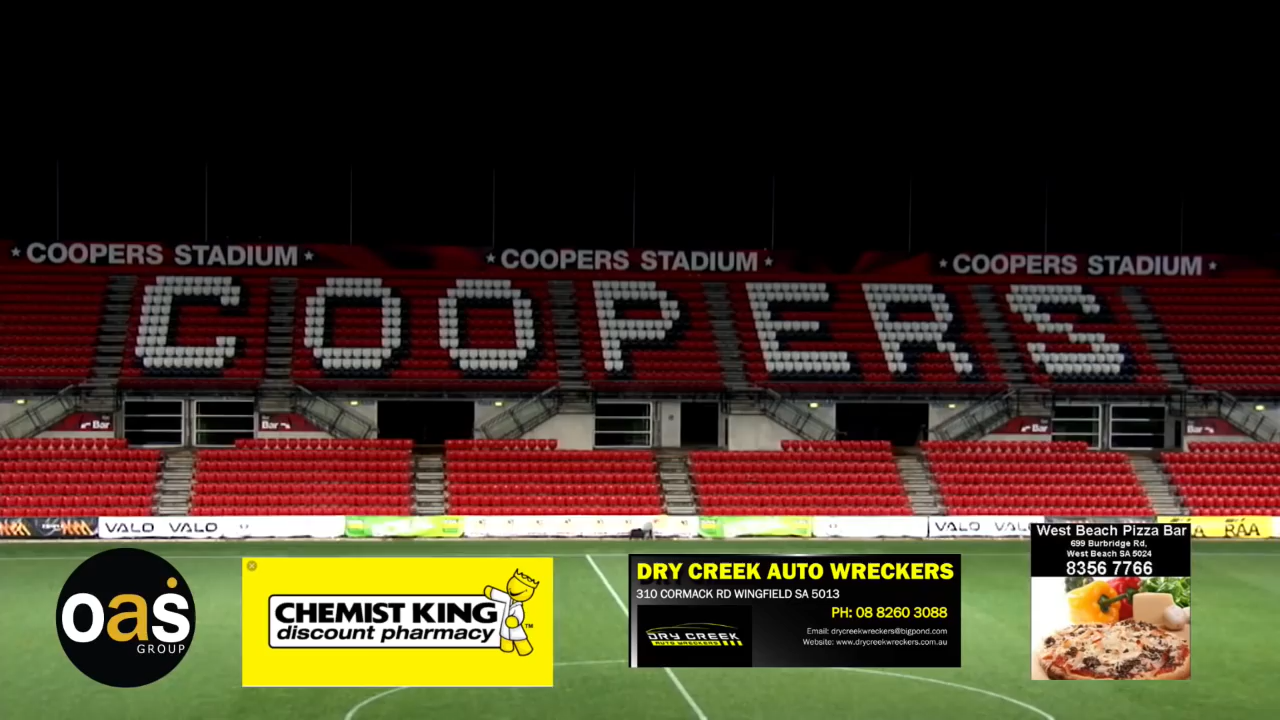 COOPERS STADIUM
COOPERS STADIUM
COOPERS STADIUM
COOPERS
Bar
Bar
Bar
Bar
VALO VALO
VALO VALO
RAA
oas
GROUP
CHEMIST KING
discount pharmacy
TM
DRY CREEK AUTO WRECKERS
310 CORMACK RD WINGFIELD SA 5013
PH: 08 8260 3088
Email: drycreekwreckers@bigpond.com
Website: www.drycreekwreckers.com.au
DRY CREEK
AUTO WRECKERS
West Beach Pizza Bar
699 Burbridge Rd,
West Beach SA 5024
8356 7766